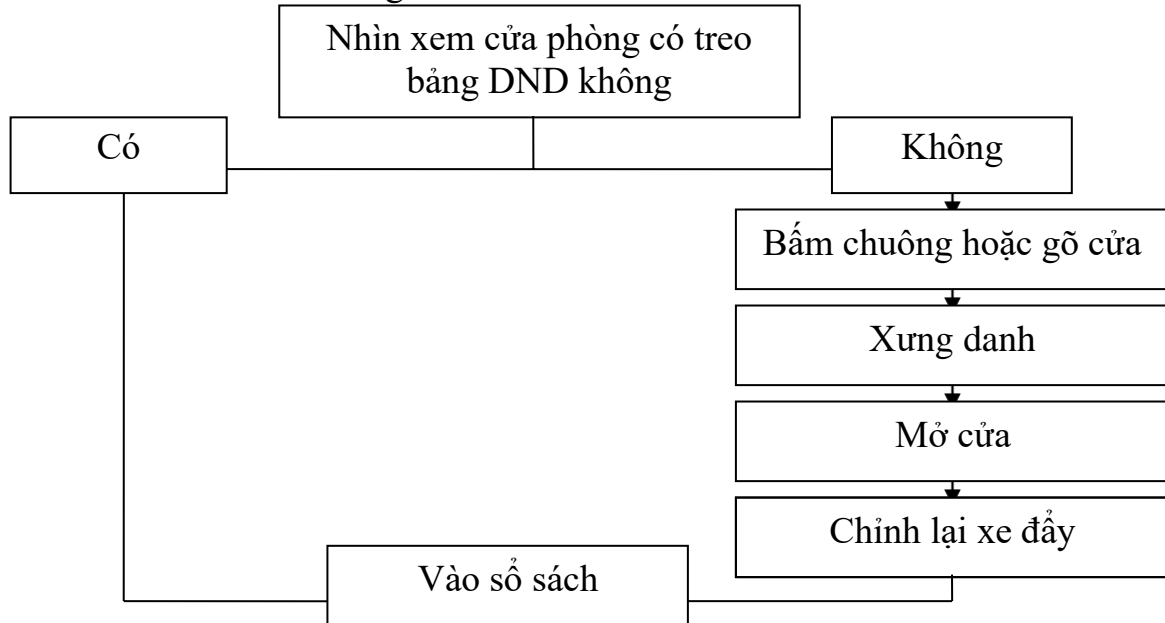 Nhìn xem cửa phòng có treo
bảng DND không
Có
Không
Bấm chuông hoặc gõ cửa
Xưng danh
Mở cửa
Chỉnh lại xe đẩy
Vào sổ sách